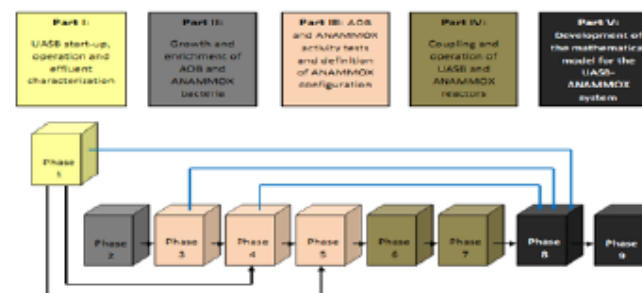 Part I:
UASB start-up,
operation and
effluent
characterization
Part II:
Growth and
enrichment of
AOB and
ANAMMOX
bacteria
Part III: AOB
and ANAMMOX
activity tests
and definition
of ANAMMOX
configuration
Part IV:
Coupling and
operation of
UASB and
ANAMMOX
reactors
Part V:
Development of
the mathematical
model for the
UASB-
ANAMMOX
system
Phase
1
Phase
2
Phase
3
Phase
4
Phase
5
Phase
6
Phase
7
Phase
8
Phase
9